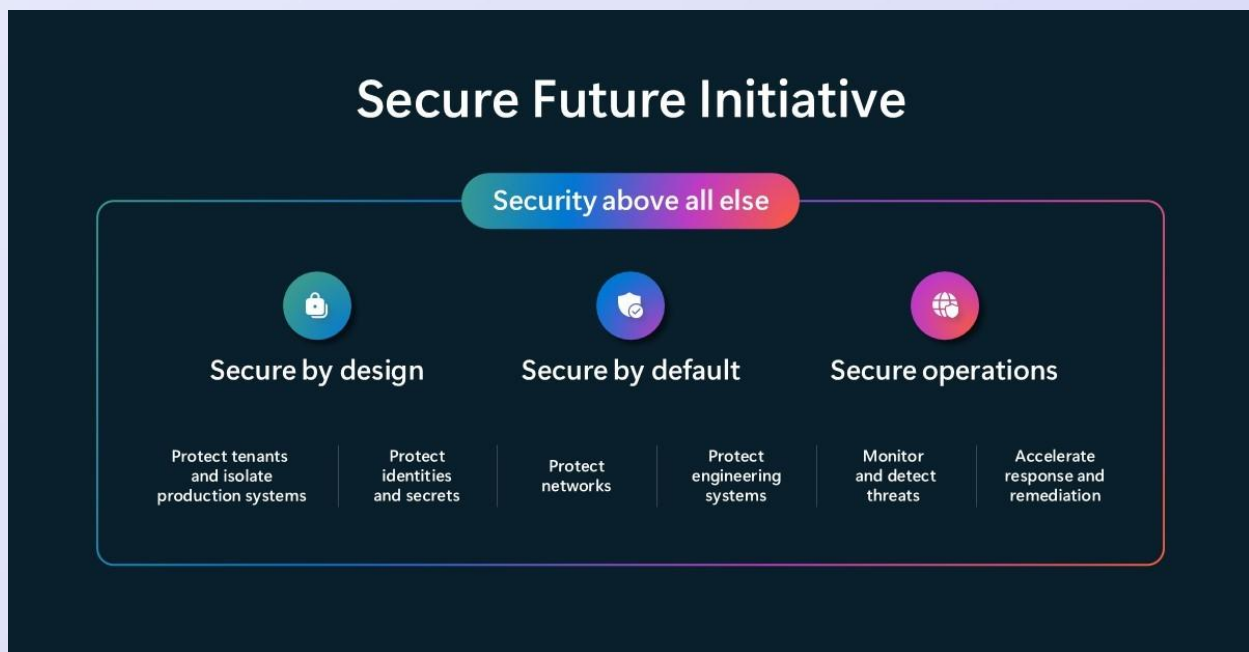 Secure Future Initiative
Security above all else
Secure by design
Secure by default
Secure operations
Protect tenants
and isolate
production systems
Protect
identities
and secrets
Protect
networks
Protect
engineering
systems
Monitor
and detect
threats
Accelerate
response and
remediation